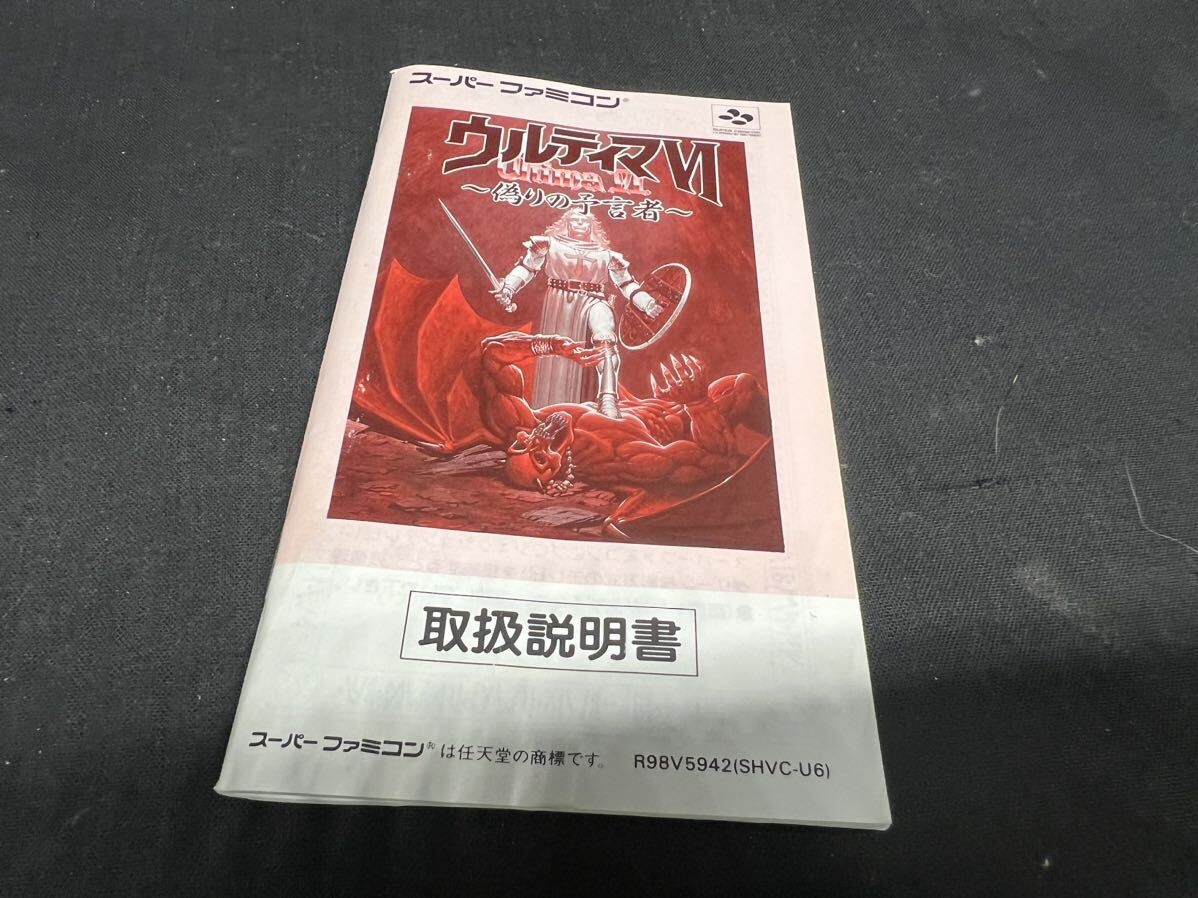 スーパーファミコン®
ウルティマVI
Ultima VI
～偽りの予言者～
取扱説明書
スーパーファミコン®は任天堂の商標です。
R98V5942(SHVC-U6)